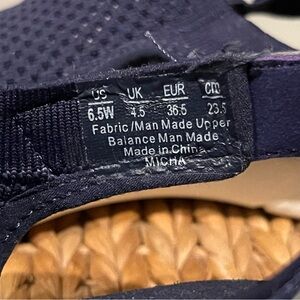 US UK EUR cm
6.5W 4.5 36.5 23.5
Fabric/Man Made Upper
Balance Man Made
Made in China
MICHA